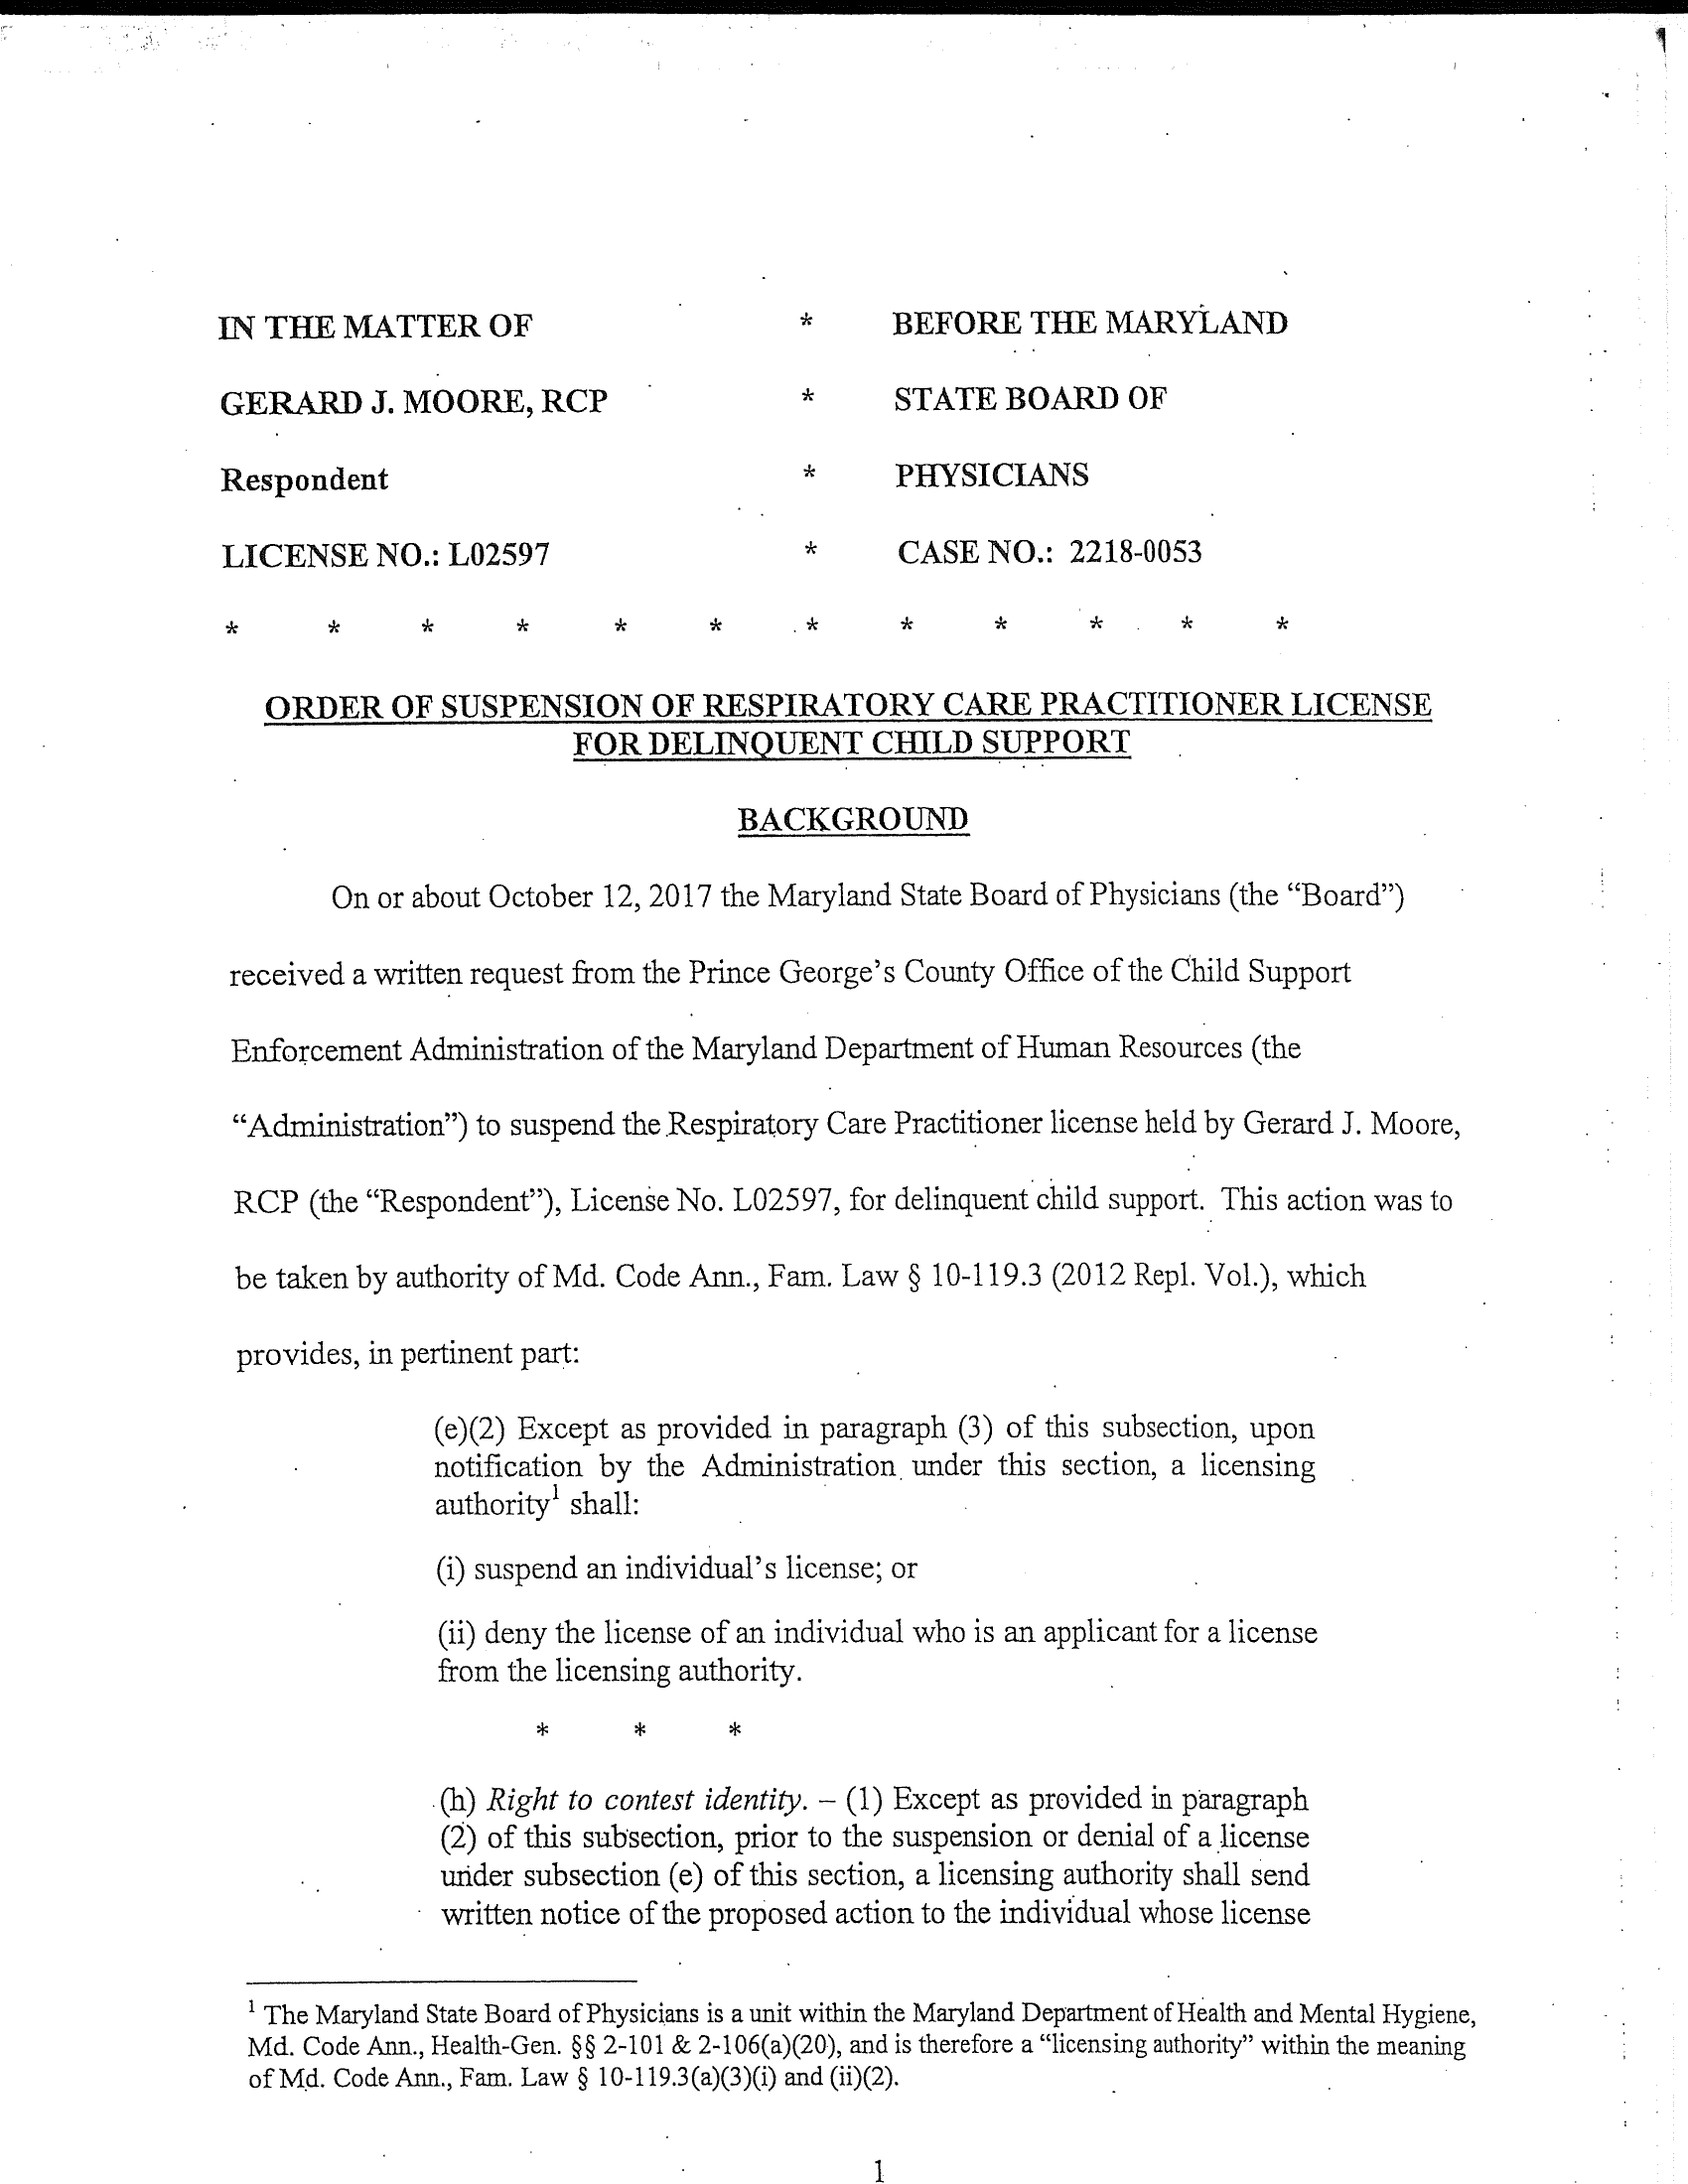 IN THE MATTER OF * BEFORE THE MARYLAND
GERARD J. MOORE, RCP * STATE BOARD OF
Respondent * PHYSICIANS
LICENSE NO.: L02597 * CASE NO.: 2218-0053
* * * * * * * * * * * *
ORDER OF SUSPENSION OF RESPIRATORY CARE PRACTITIONER LICENSE
FOR DELINQUENT CHILD SUPPORT
BACKGROUND
On or about October 12, 2017 the Maryland State Board of Physicians (the “Board”)
received a written request from the Prince George’s County Office of the Child Support
Enforcement Administration of the Maryland Department of Human Resources (the
“Administration”) to suspend the Respiratory Care Practitioner license held by Gerard J. Moore,
RCP (the “Respondent”), License No. L02597, for delinquent child support. This action was to
be taken by authority of Md. Code Ann., Fam. Law § 10-119.3 (2012 Repl. Vol.), which
provides, in pertinent part:
(e)(2) Except as provided in paragraph (3) of this subsection, upon
notification by the Administration under this section, a licensing
authority¹ shall:
(i) suspend an individual’s license; or
(ii) deny the license of an individual who is an applicant for a license
from the licensing authority.
* * *
(h) Right to contest identity. – (1) Except as provided in paragraph
(2) of this subsection, prior to the suspension or denial of a license
under subsection (e) of this section, a licensing authority shall send
written notice of the proposed action to the individual whose license
¹ The Maryland State Board of Physicians is a unit within the Maryland Department of Health and Mental Hygiene,
Md. Code Ann., Health-Gen. §§ 2-101 & 2-106(a)(20), and is therefore a “licensing authority” within the meaning
of Md. Code Ann., Fam. Law § 10-119.3(a)(3)(i) and (ii)(2).
1